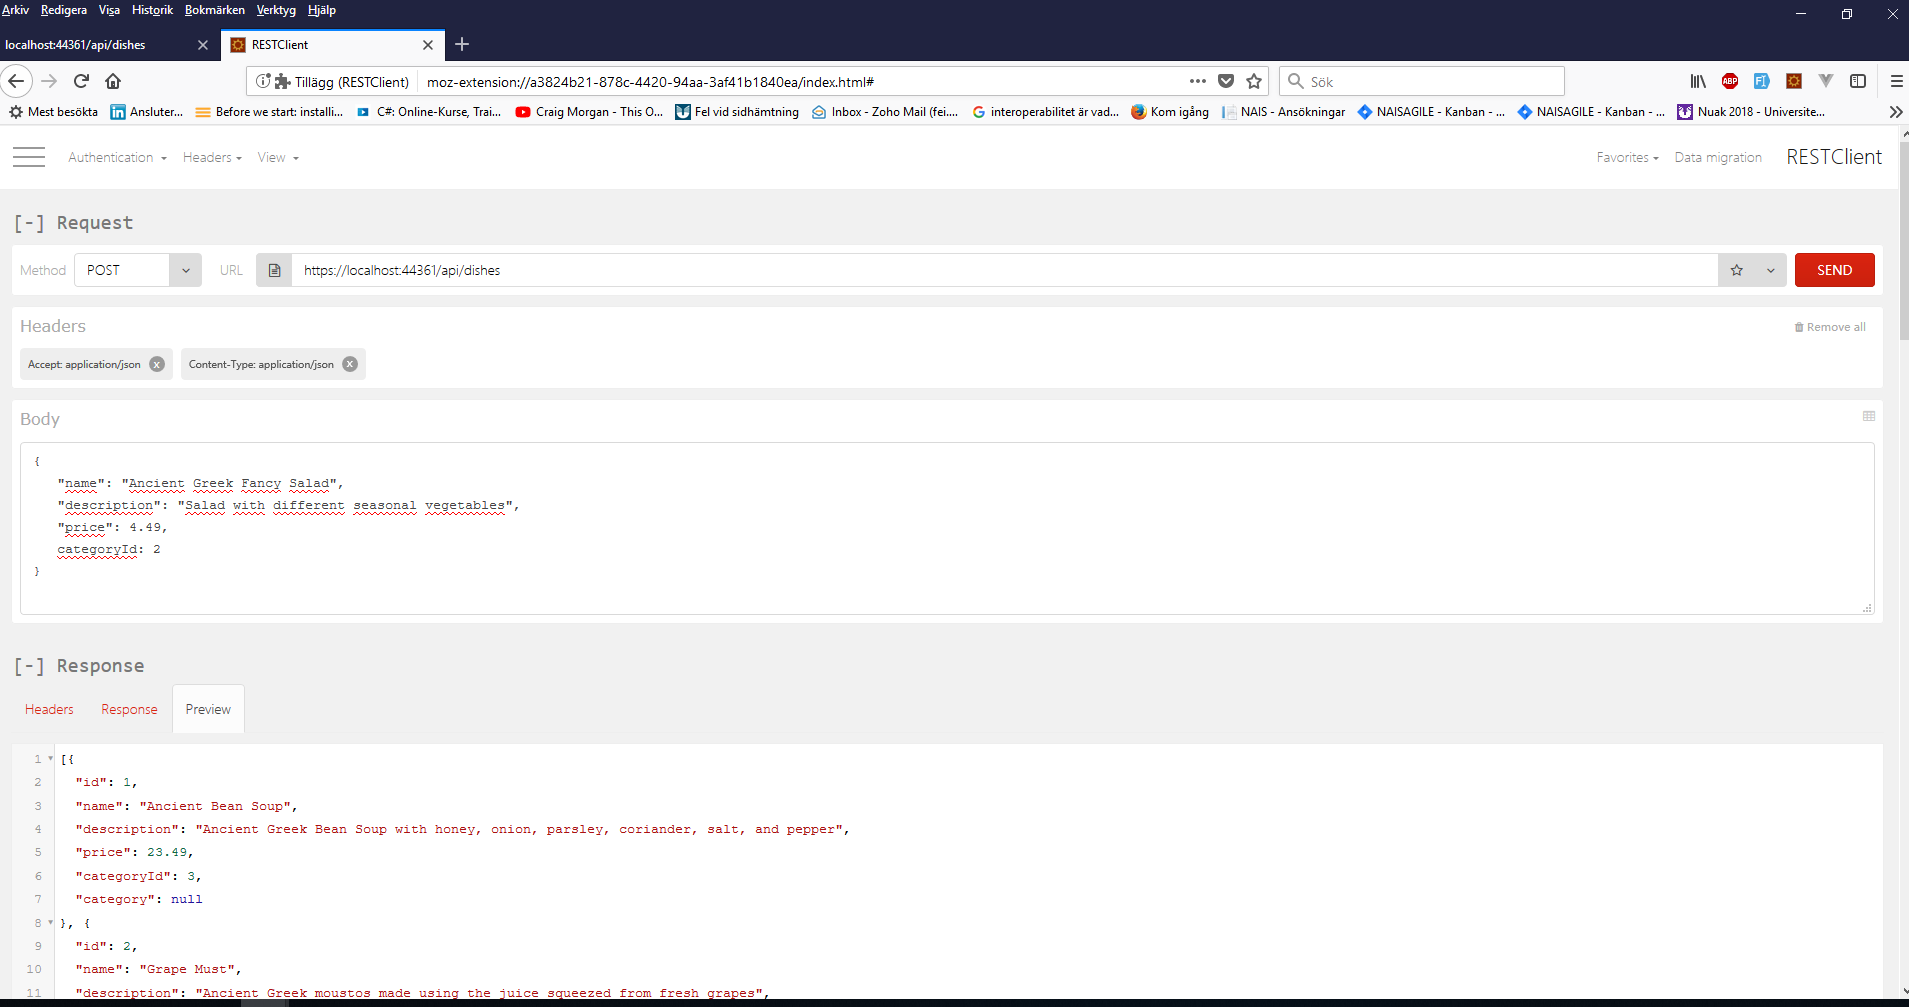 Arkiv Redigera Visa Historik Bokmärken Verktyg Hjälp
localhost:44361/api/dishes RESTClient
Tillägg (RESTClient) moz-extension://a3824b21-878c-4420-94aa-3af41b1840ea/index.html# Sök
Mest besökta Ansluter... Before we start: installi... C#: Online-Kurse, Trai... Craig Morgan - This O... Fel vid sidhämtning Inbox - Zoho Mail (fei.... interoperabilitet är vad... Kom igång NAIS - Ansökningar NAISAGILE - Kanban - ... NAISAGILE - Kanban - ... Nuak 2018 - Universite...
Authentication Headers View Favorites Data migration RESTClient
[-] Request
Method POST URL https://localhost:44361/api/dishes SEND
Headers Remove all
Accept: application/json x Content-Type: application/json x
Body
{
"name": "Ancient Greek Fancy Salad",
"description": "Salad with different seasonal vegetables",
"price": 4.49,
categoryId: 2
}
[-] Response
Headers Response Preview
1 [{
2 "id": 1,
3 "name": "Ancient Bean Soup",
4 "description": "Ancient Greek Bean Soup with honey, onion, parsley, coriander, salt, and pepper",
5 "price": 23.49,
6 "categoryId": 3,
7 "category": null
8 }, {
9 "id": 2,
10 "name": "Grape Must",
11 "description": "Ancient Greek moustos made using the juice squeezed from fresh grapes",